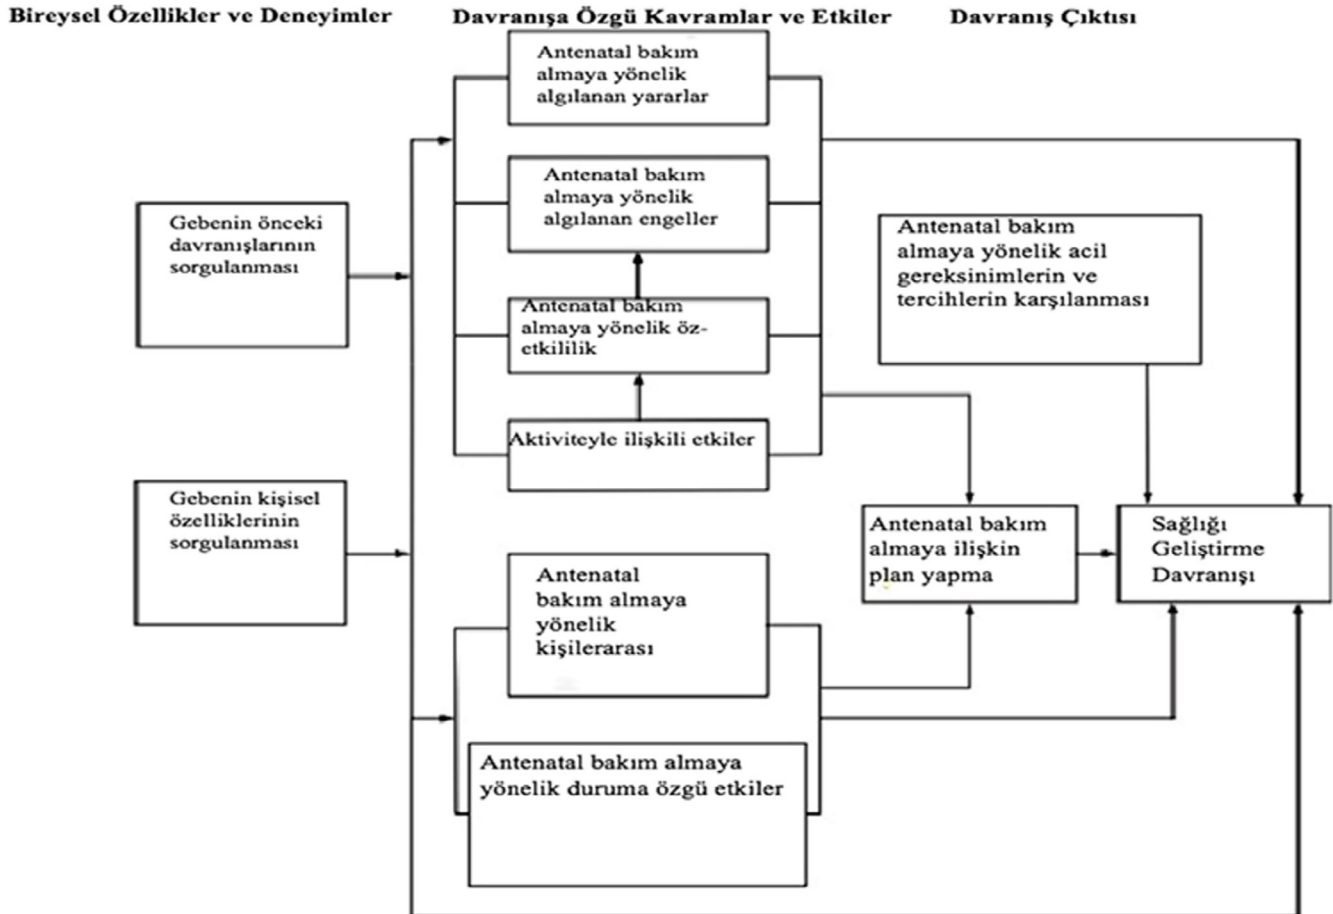 Bireysel Özellikler ve Deneyimler
Davranışa Özgü Kavramlar ve Etkiler
Davranış Çıktısı
Gebenin önceki
davranışlarının
sorgulanması
Gebenin kişisel
özelliklerinin
sorgulanması
Antenatal bakım
almaya yönelik
algılanan yararlar
Antenatal bakım
almaya yönelik
algılanan engeller
Antenatal bakım
almaya yönelik öz-
etkililik
Aktiviteyle ilişkili etkiler
Antenatal
bakım almaya
yönelik
kişilerarası
Antenatal bakım almaya
yönelik duruma özgü etkiler
Antenatal bakım
almaya yönelik acil
gereksinimlerin ve
tercihlerin karşılanması
Antenatal bakım
almaya ilişkin
plan yapma
Sağlığı
Geliştirme
Davranışı